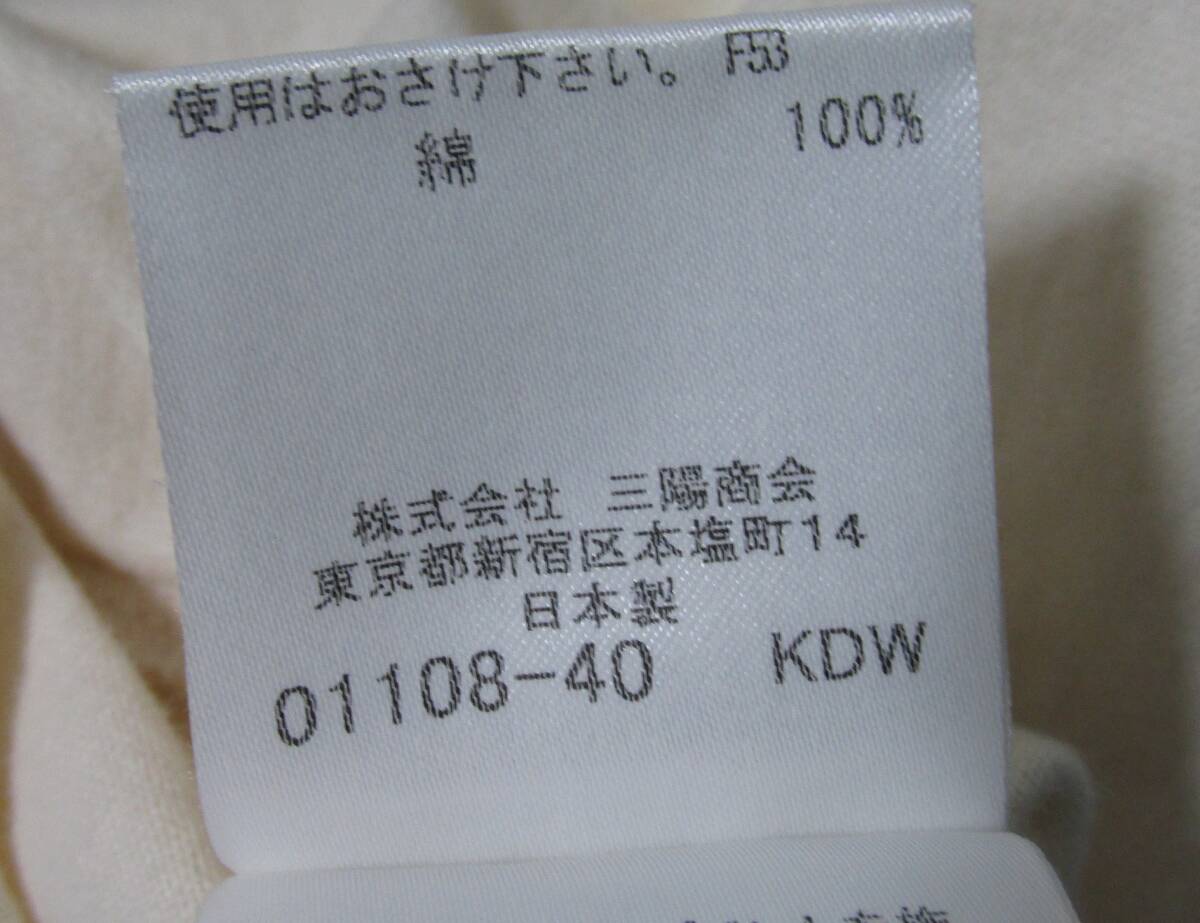 使用はおさけ下さい。 F53
綿 100%
株式会社 三陽商会
東京都新宿区本塩町14
日本製
01108-40 KDW